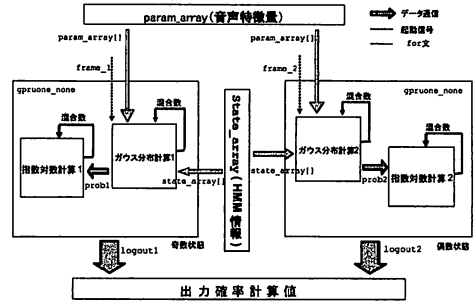 param_array(音声特徴量)
データ通信
起動信号
for文
param_array[]
param_array[]
frame_1
frame_2
gpruone_none
gpruone_none
混合数
混合数
混合数
混合数
指数対数計算1
ガウス分布計算1
State_array(HMM情報)
ガウス分布計算2
指数対数計算2
prob1
state_array[]
state_array[]
prob2
奇数状態
偶数状態
logout1
logout2
出力確率計算値